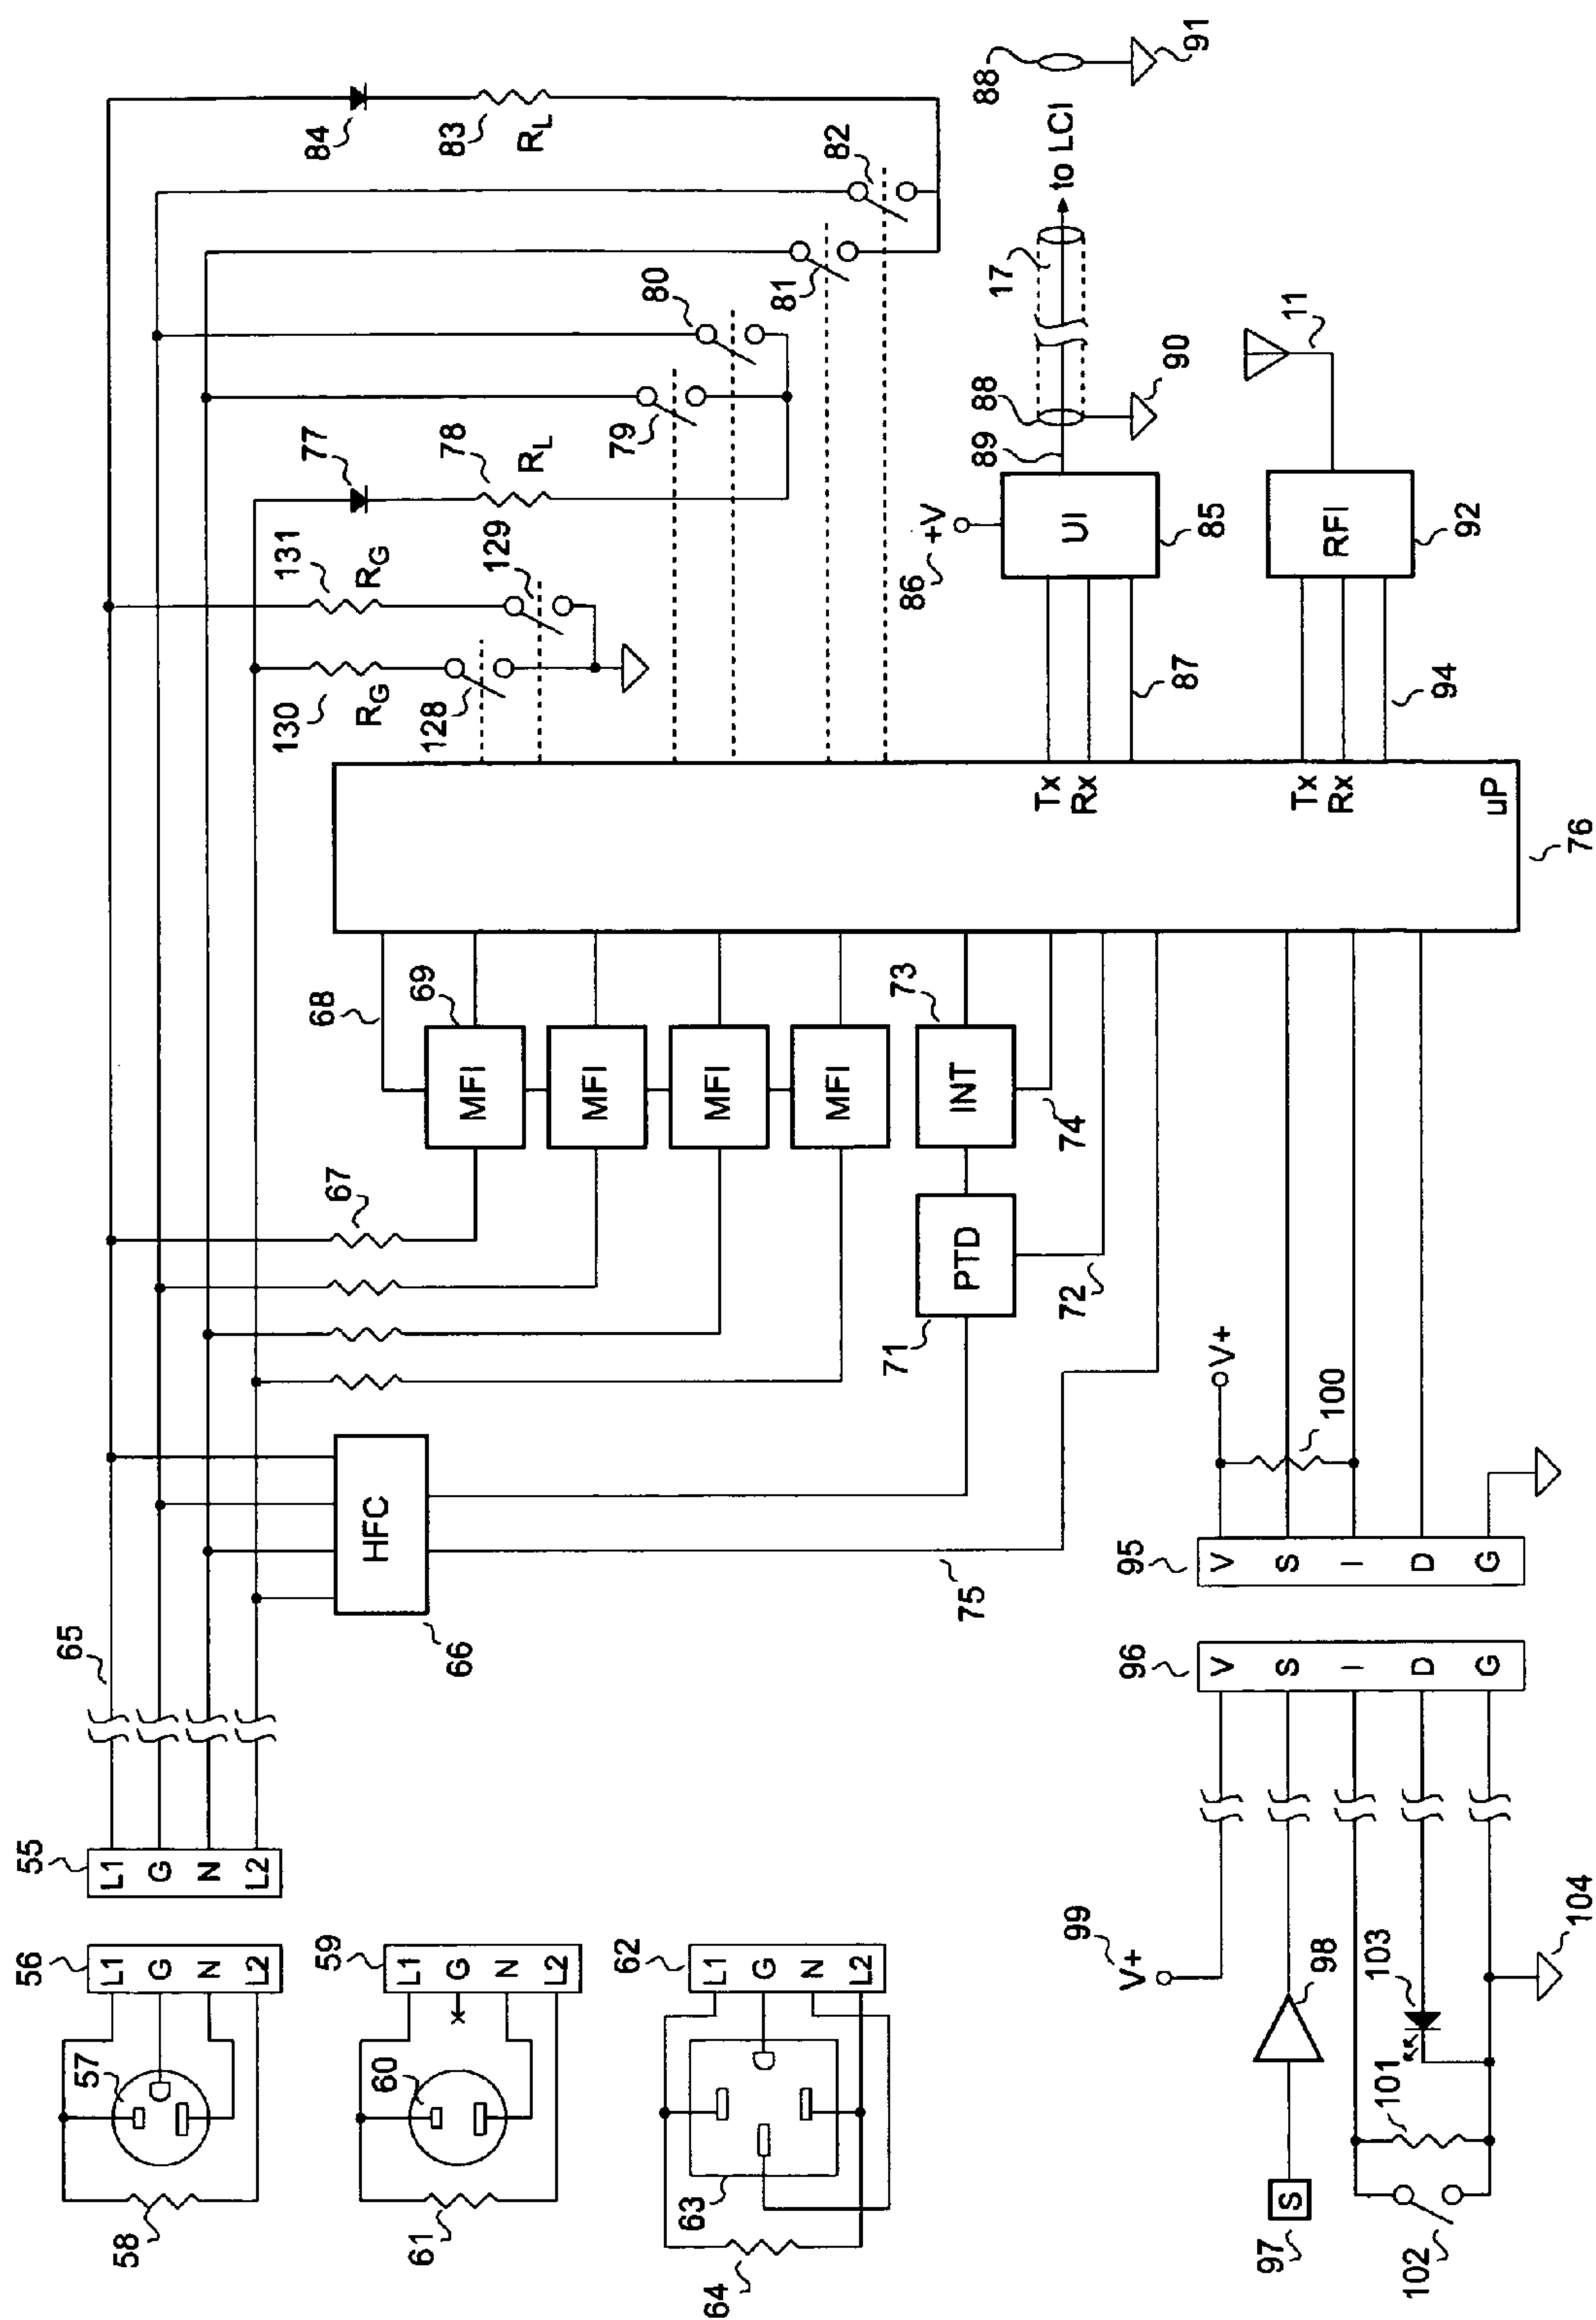 55
L1
G
N
L2
65
56
L1
G
N
L2
57
58
59
L1
G
N
L2
60
61
62
L1
G
N
L2
63
64
HFC
66
67
68
69
MFI
MFI
MFI
MFI
PTD
71
72
INT
73
74
75
uP
76
Tx
Rx
Tx
Rx
130
RG
128
131
RG
129
77
78
RL
79
80
81
82
84
83
RL
86
+V
UI
85
87
89
88
90
17
to LCI
88
91
RFI
92
94
11
95
V
S
I
D
G
V+
100
96
V
S
I
D
G
99
V+
98
S
97
103
101
102
104